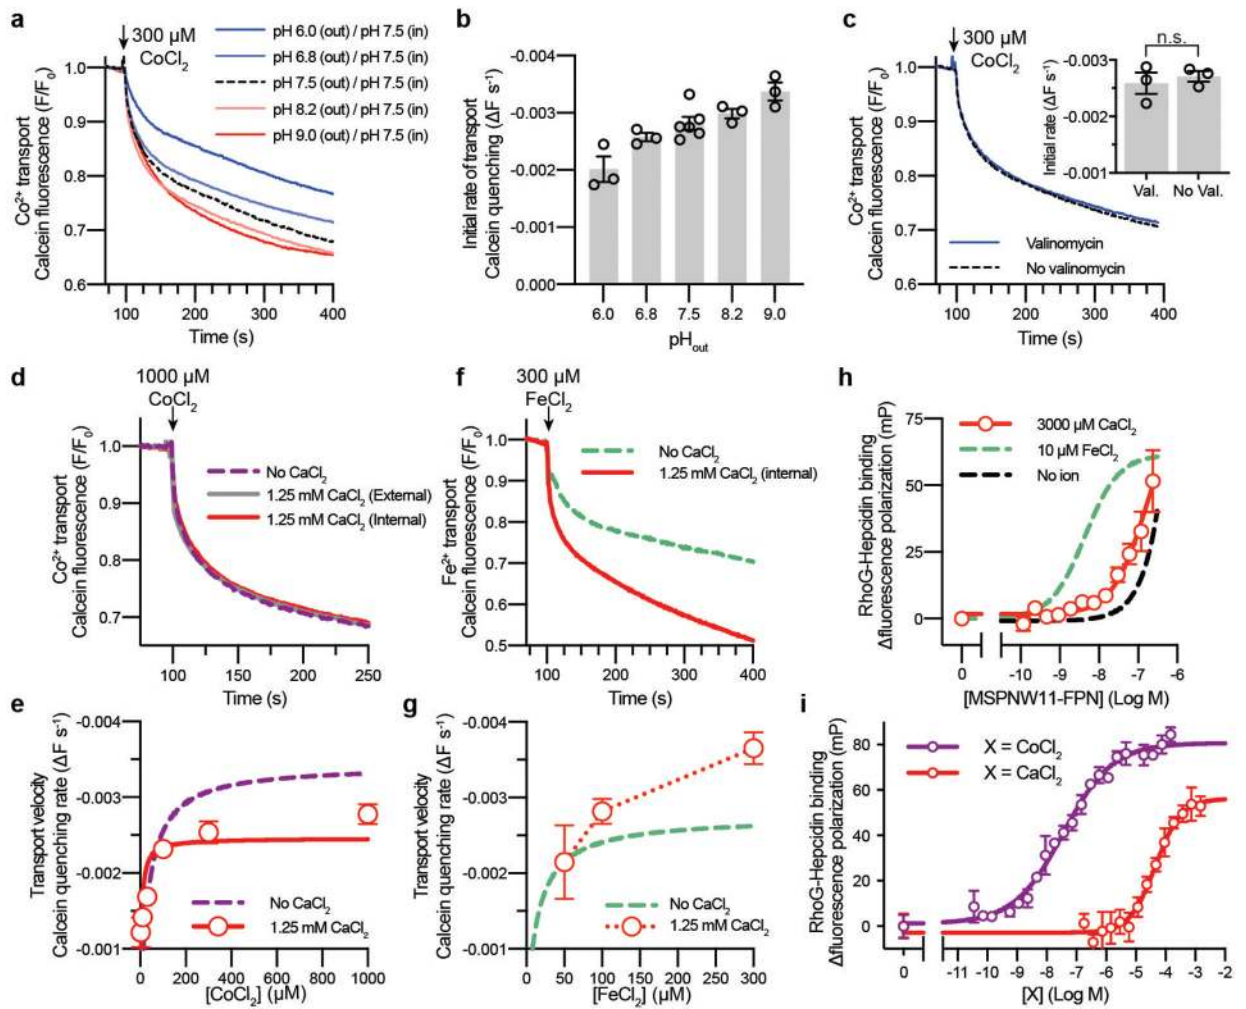 a
300 µM
CoCl2
pH 6.0 (out) / pH 7.5 (in)
pH 6.8 (out) / pH 7.5 (in)
pH 7.5 (out) / pH 7.5 (in)
pH 8.2 (out) / pH 7.5 (in)
pH 9.0 (out) / pH 7.5 (in)
Co2+ transport
Calcein fluorescence (F/F0)
1.0
0.9
0.8
0.7
0.6
100 200 300 400
Time (s)
b
Initial rate of transport
Calcein quenching (ΔF s-1)
-0.004
-0.003
-0.002
-0.001
0.000
6.0 6.8 7.5 8.2 9.0
pHout
c
300 µM
CoCl2
Co2+ transport
Calcein fluorescence (F/F0)
1.0
0.9
0.8
0.7
0.6
Valinomycin
No valinomycin
100 200 300 400
Time (s)
n.s.
Initial rate (ΔF s-1)
-0.003
-0.002
-0.001
Val. No Val.
d
1000 µM
CoCl2
Co2+ transport
Calcein fluorescence (F/F0)
1.0
0.9
0.8
0.7
No CaCl2
1.25 mM CaCl2 (External)
1.25 mM CaCl2 (Internal)
100 150 200 250
Time (s)
f
300 µM
FeCl2
Fe2+ transport
Calcein fluorescence (F/F0)
1.0
0.9
0.8
0.7
0.6
0.5
No CaCl2
1.25 mM CaCl2 (internal)
100 200 300 400
Time (s)
h
RhoG-Hepcidin binding
Δfluorescence polarization (mP)
75
50
25
0
3000 µM CaCl2
10 µM FeCl2
No ion
0 -10 -9 -8 -7 -6
[MSPNW11-FPN] (Log M)
e
Transport velocity
Calcein quenching rate (ΔF s-1)
-0.004
-0.003
-0.002
-0.001
No CaCl2
1.25 mM CaCl2
0 200 400 600 800 1000
[CoCl2] (µM)
g
Transport velocity
Calcein quenching rate (ΔF s-1)
-0.004
-0.003
-0.002
-0.001
No CaCl2
1.25 mM CaCl2
0 50 100 150 200 250 300
[FeCl2] (µM)
i
RhoG-Hepcidin binding
Δfluorescence polarization (mP)
80
60
40
20
0
X = CoCl2
X = CaCl2
0 -11 -10 -9 -8 -7 -6 -5 -4 -3 -2
[X] (Log M)